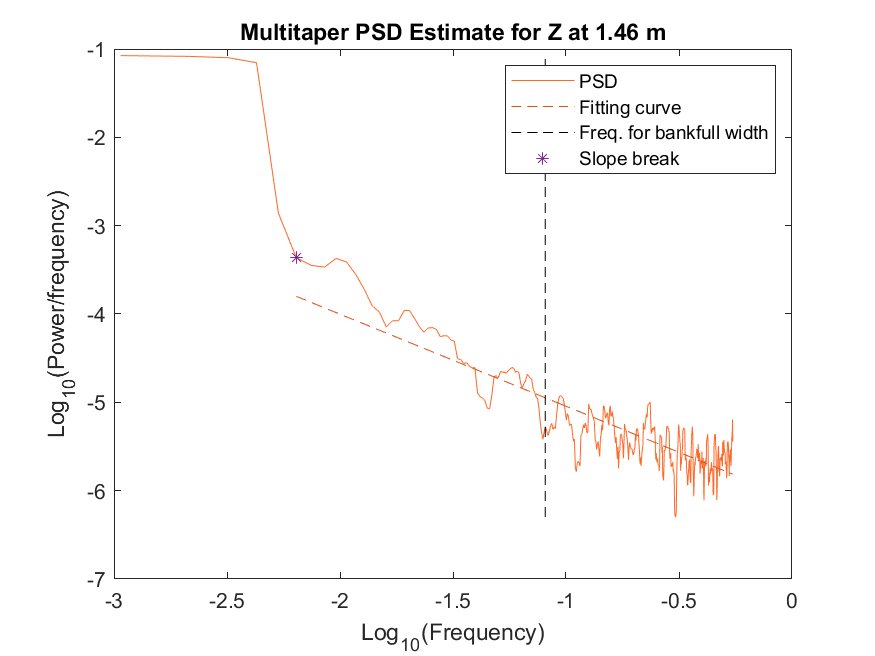 Multitaper PSD Estimate for Z at 1.46 m
-1
-2
-3
-4
-5
-6
-7
Log10(Power/frequency)
PSD
Fitting curve
Freq. for bankfull width
Slope break
-3 -2.5 -2 -1.5 -1 -0.5 0
Log10(Frequency)